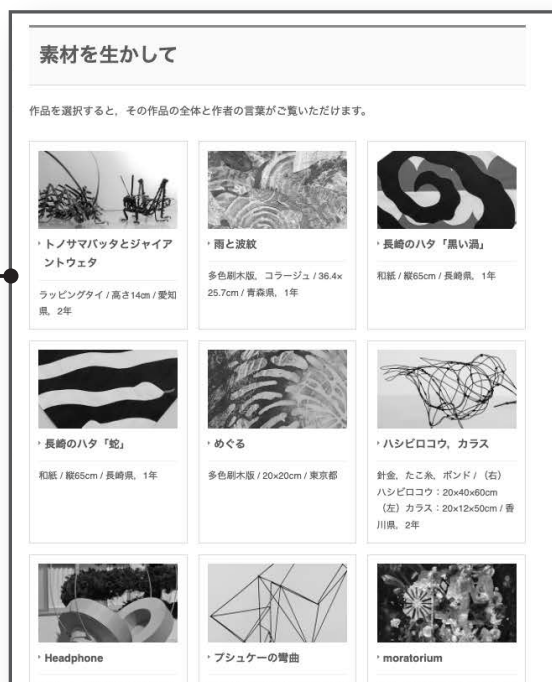 素材を生かして
作品を選択すると，その作品の全体と作者の言葉がご覧いただけます。
トノサマバッタとジャイア
ントウェタ
ラッピングタイ / 高さ14㎝ / 愛知
県，2年
雨と波紋
多色刷木版，コラージュ / 36.4×
25.7cm / 青森県，1年
長崎のハタ「黒い渦」
和紙 / 縦65cm / 長崎県，1年
長崎のハタ「蛇」
和紙 / 縦65cm / 長崎県，1年
めぐる
多色刷木版 / 20×20cm / 東京都
ハシビロコウ，カラス
針金，たこ糸，ボンド / （右）
ハシビロコウ：20×40×60cm
（左）カラス：20×12×50cm / 香
川県，2年
Headphone
プシュケーの彎曲
moratorium